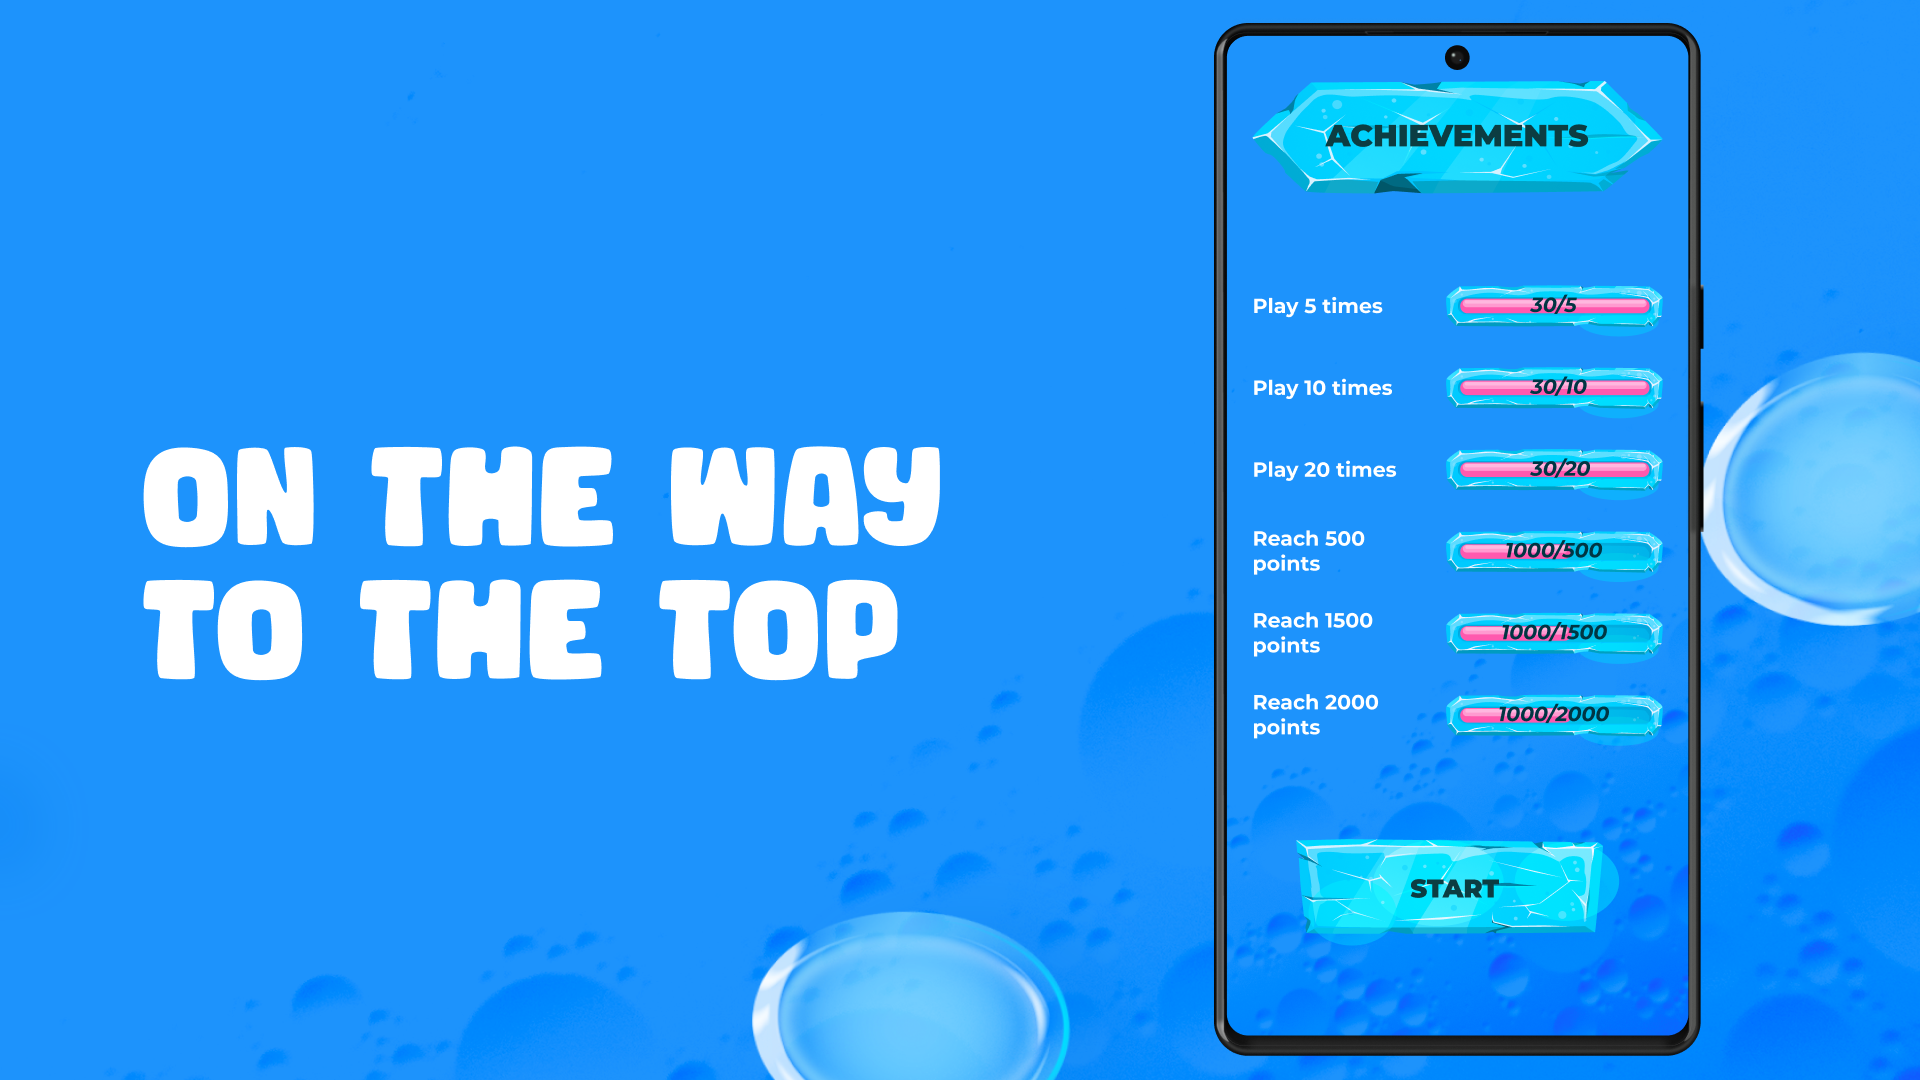 ON THE WAY
TO THE TOP
ACHIEVEMENTS
Play 5 times
30/5
Play 10 times
30/10
Play 20 times
30/20
Reach 500
points
1000/500
Reach 1500
points
1000/1500
Reach 2000
points
1000/2000
START